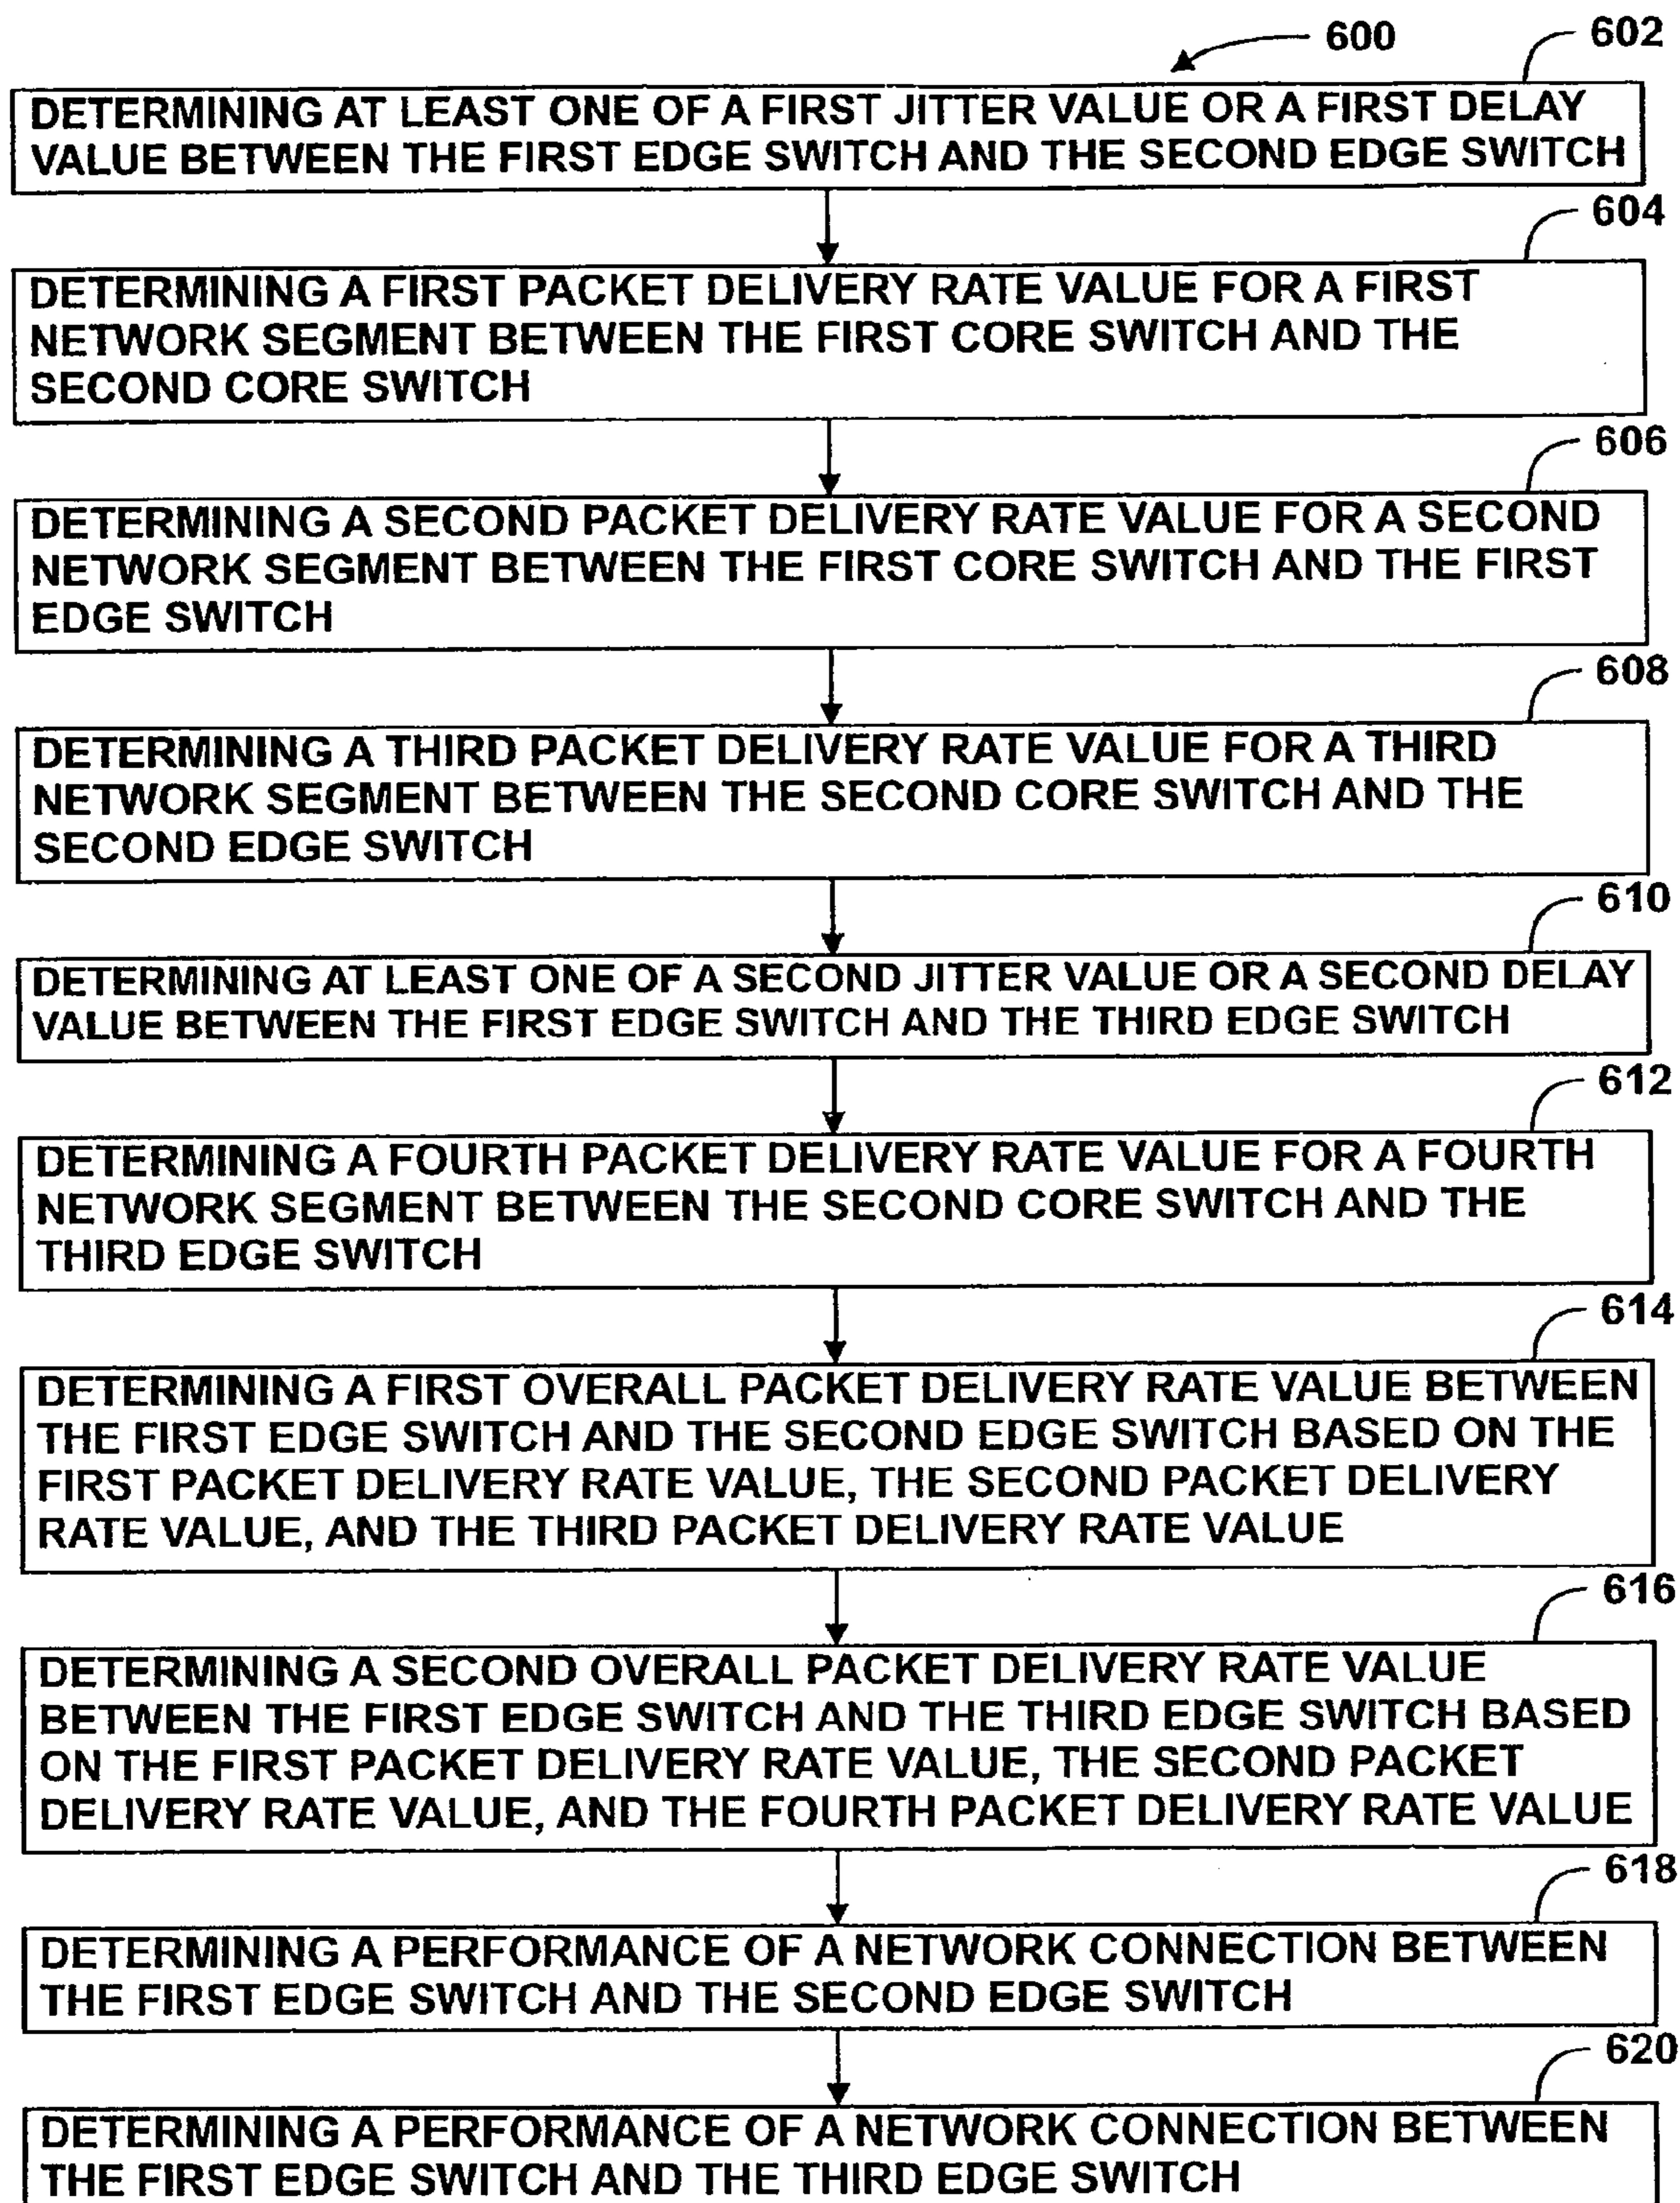 600
602
DETERMINING AT LEAST ONE OF A FIRST JITTER VALUE OR A FIRST DELAY
VALUE BETWEEN THE FIRST EDGE SWITCH AND THE SECOND EDGE SWITCH
604
DETERMINING A FIRST PACKET DELIVERY RATE VALUE FOR A FIRST
NETWORK SEGMENT BETWEEN THE FIRST CORE SWITCH AND THE
SECOND CORE SWITCH
606
DETERMINING A SECOND PACKET DELIVERY RATE VALUE FOR A SECOND
NETWORK SEGMENT BETWEEN THE FIRST CORE SWITCH AND THE FIRST
EDGE SWITCH
608
DETERMINING A THIRD PACKET DELIVERY RATE VALUE FOR A THIRD
NETWORK SEGMENT BETWEEN THE SECOND CORE SWITCH AND THE
SECOND EDGE SWITCH
610
DETERMINING AT LEAST ONE OF A SECOND JITTER VALUE OR A SECOND DELAY
VALUE BETWEEN THE FIRST EDGE SWITCH AND THE THIRD EDGE SWITCH
612
DETERMINING A FOURTH PACKET DELIVERY RATE VALUE FOR A FOURTH
NETWORK SEGMENT BETWEEN THE SECOND CORE SWITCH AND THE
THIRD EDGE SWITCH
614
DETERMINING A FIRST OVERALL PACKET DELIVERY RATE VALUE BETWEEN
THE FIRST EDGE SWITCH AND THE SECOND EDGE SWITCH BASED ON THE
FIRST PACKET DELIVERY RATE VALUE, THE SECOND PACKET DELIVERY
RATE VALUE, AND THE THIRD PACKET DELIVERY RATE VALUE
616
DETERMINING A SECOND OVERALL PACKET DELIVERY RATE VALUE
BETWEEN THE FIRST EDGE SWITCH AND THE THIRD EDGE SWITCH BASED
ON THE FIRST PACKET DELIVERY RATE VALUE, THE SECOND PACKET
DELIVERY RATE VALUE, AND THE FOURTH PACKET DELIVERY RATE VALUE
618
DETERMINING A PERFORMANCE OF A NETWORK CONNECTION BETWEEN
THE FIRST EDGE SWITCH AND THE SECOND EDGE SWITCH
620
DETERMINING A PERFORMANCE OF A NETWORK CONNECTION BETWEEN
THE FIRST EDGE SWITCH AND THE THIRD EDGE SWITCH